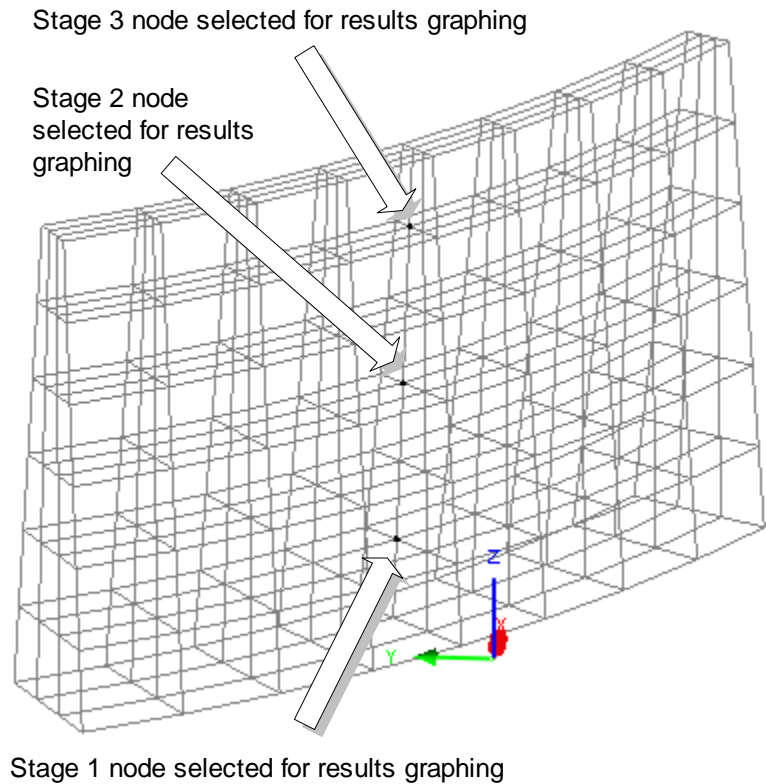 Stage 3 node selected for results graphing
Stage 2 node
selected for results
graphing
Z
X
Y
Stage 1 node selected for results graphing